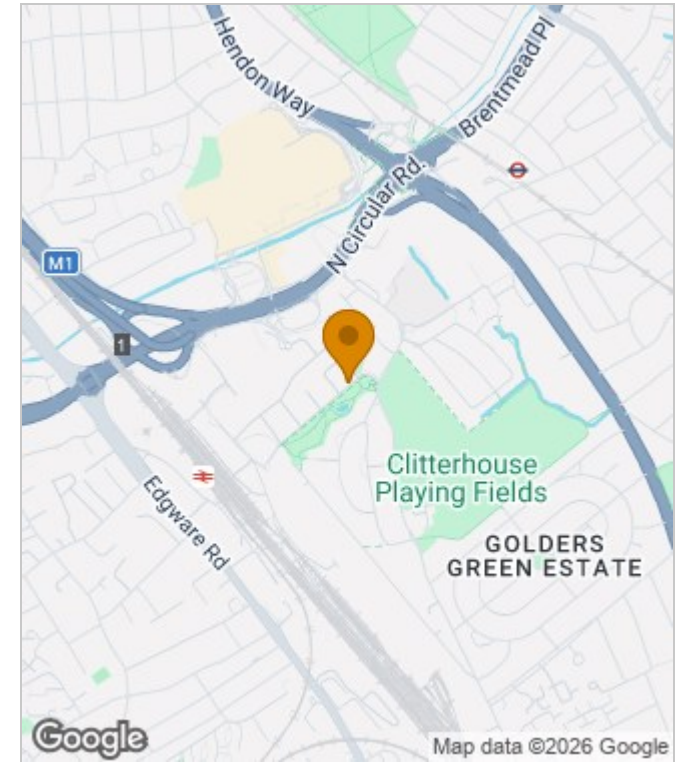 Hendon Way
Brentmead Pl
N Circular Rd.
M1
1
Edgware Rd
Clitterhouse
Playing Fields
GOLDERS
GREEN ESTATE
Google
Map data ©2026 Google